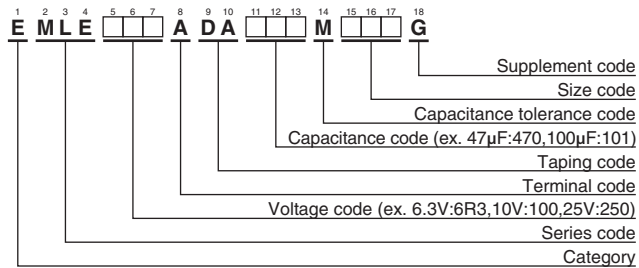 1 2 3 4 5 6 7 8 9 10 11 12 13 14 15 16 17 18
E M L E A D A M G
Supplement code
Size code
Capacitance tolerance code
Capacitance code (ex. 47μF:470,100μF:101)
Taping code
Terminal code
Voltage code (ex. 6.3V:6R3,10V:100,25V:250)
Series code
Category